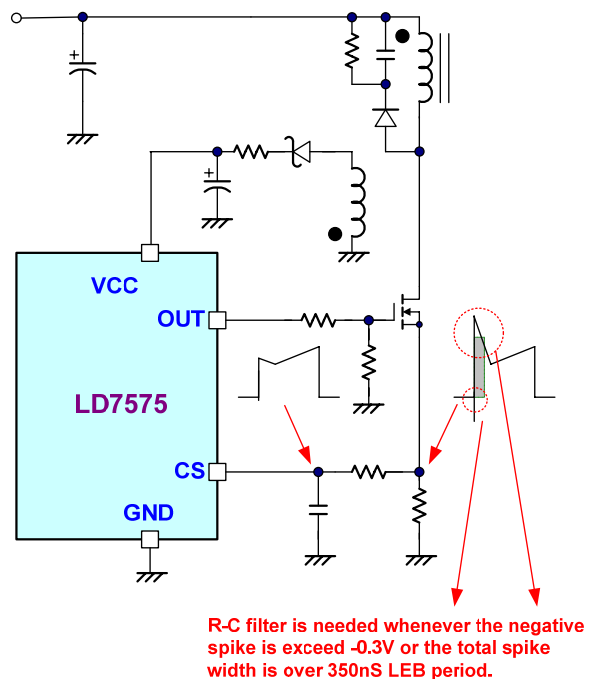 +
+
VCC
OUT
LD7575
CS
GND
R-C filter is needed whenever the negative
spike is exceed -0.3V or the total spike
width is over 350nS LEB period.